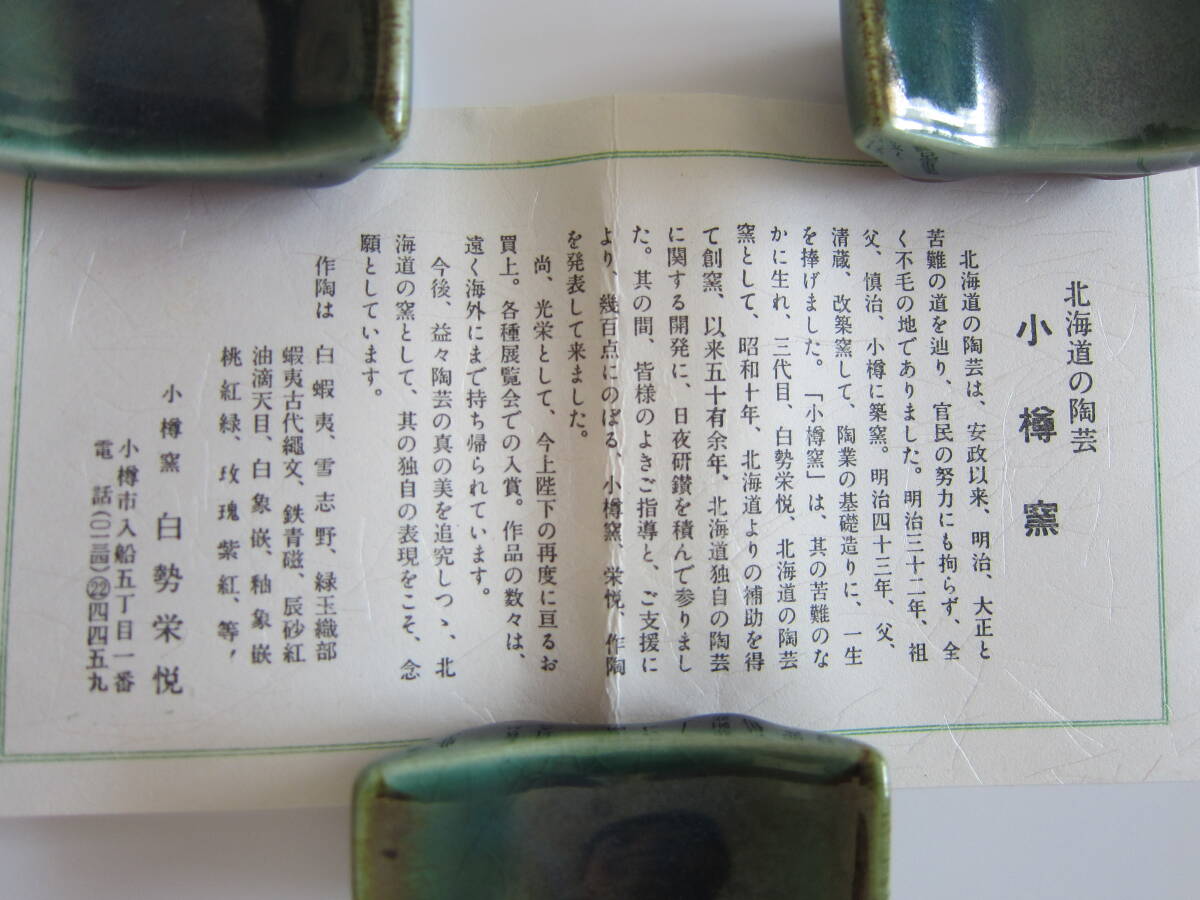 北海道の陶芸
小樽窯
北海道の陶芸は、安政以来、明治、大正と
苦難の道を辿り、官民の努力にも拘らず、全
く不毛の地でありました。明治三十二年、祖
父、慎治、小樽に築窯。明治四十三年、父、
清蔵、改築窯して、陶業の基礎造りに、一生
を捧げました。「小樽窯」は、其の苦難のな
かに生れ、三代目、白勢栄悦、北海道の陶芸
窯として、昭和十年、北海道よりの補助を得
て創窯、以来五十有余年、北海道独自の陶芸
に関する開発に、日夜研鑽を積んで参りまし
た。其の間、皆様のよきご指導と、ご支援に
より、幾百点にのぼる、小樽窯、栄悦、作陶
を発表して来ました。
尚、光栄として、今上陛下の再度に亘るお
買上。各種展覧会での入賞。作品の数々は、
遠く海外にまで持ち帰られています。
今後、益々陶芸の真の美を追究しつゝ、北
海道の窯として、其の独自の表現をこそ、念
願としています。
作陶は 白蝦夷、雪志野、緑玉織部
蝦夷古代縄文、鉄青磁、辰砂紅
油滴天目、白象嵌、釉象嵌
桃紅緑、玫瑰紫紅、等、
小樽窯 白勢栄悦
小樽市入船五丁目一番
電話(〇一三四)㉒四四五九